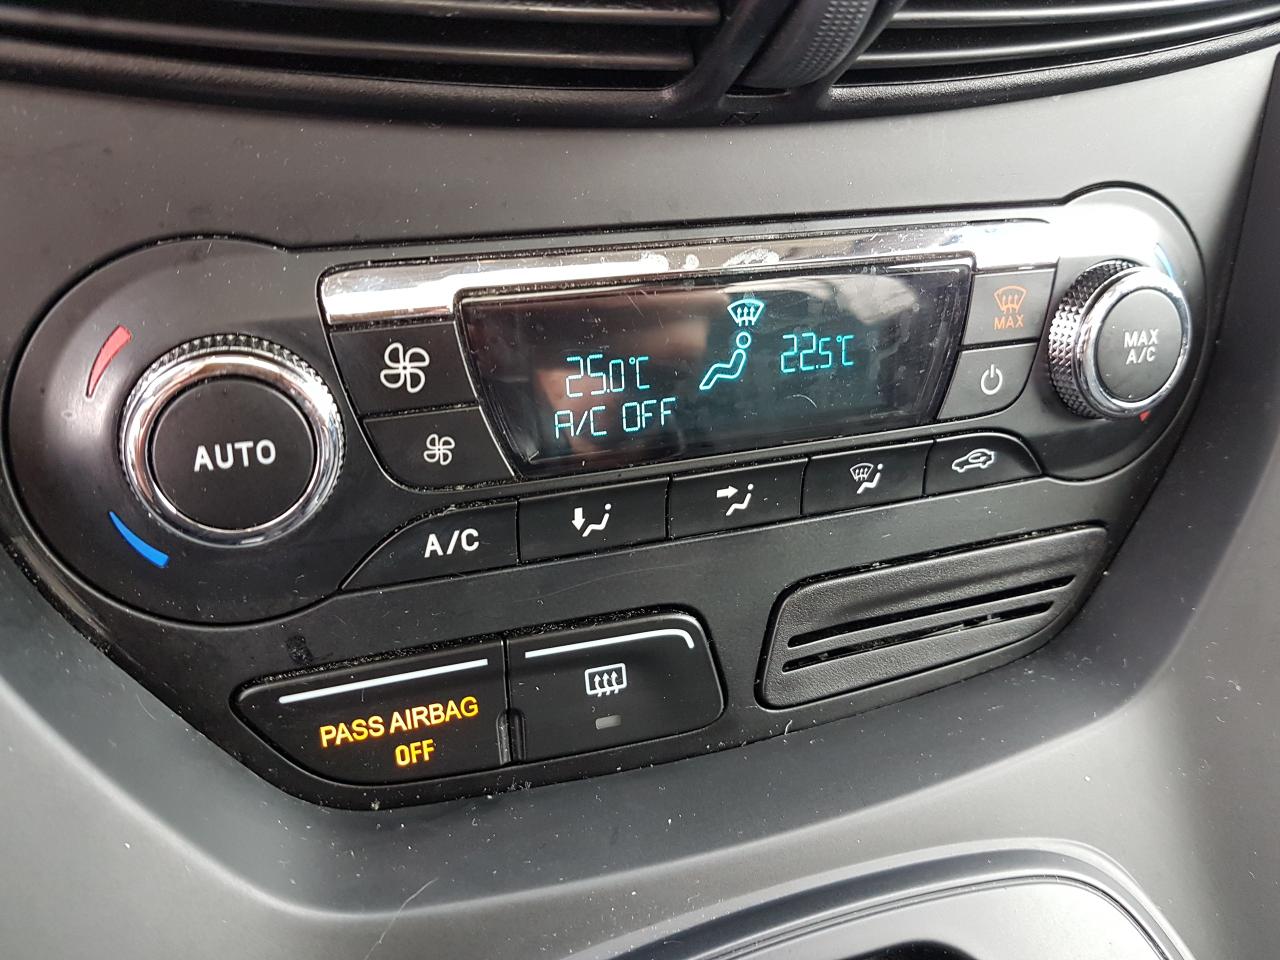 25.0°C
22.5°C
A/C OFF
MAX
MAX
A/C
AUTO
A/C
PASS AIRBAG
OFF